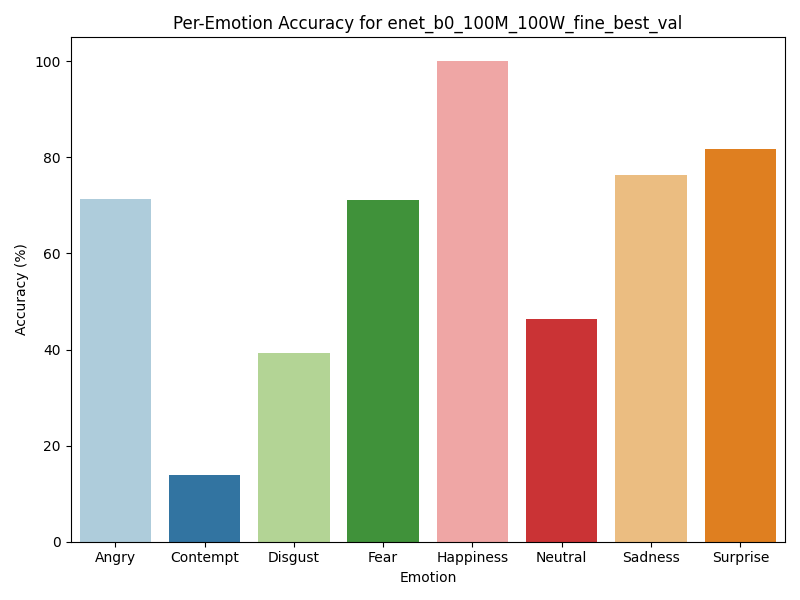 Per-Emotion Accuracy for enet_b0_100M_100W_fine_best_val
100
80
60
40
20
0
Accuracy (%)
Angry Contempt Disgust Fear Happiness Neutral Sadness Surprise
Emotion